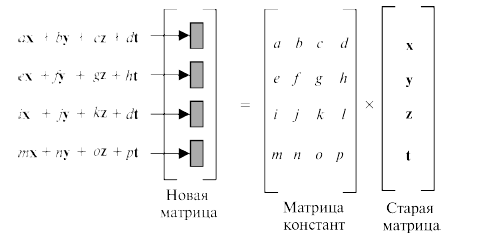 ax + by + cz + dt
ex + fy + gz + ht
ix + jy + kz + dt
mx + ny + oz + pt
=
a b c d
e f g h
i j k l
m n o p
×
x
y
z
t
Новая
матрица
Матрица
констант
Старая
матрица